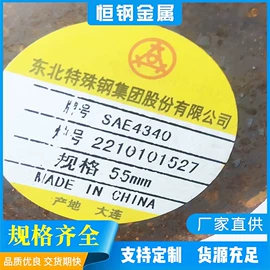 恒钢金属
东北特殊钢集团股份有限公司
牌号 SAE4340
炉号 2210101527
规格 55mm
MADE IN CHINA
产地 大连
厂家直供
规格齐全
支持定制 货源充足
优质品质 交货期快